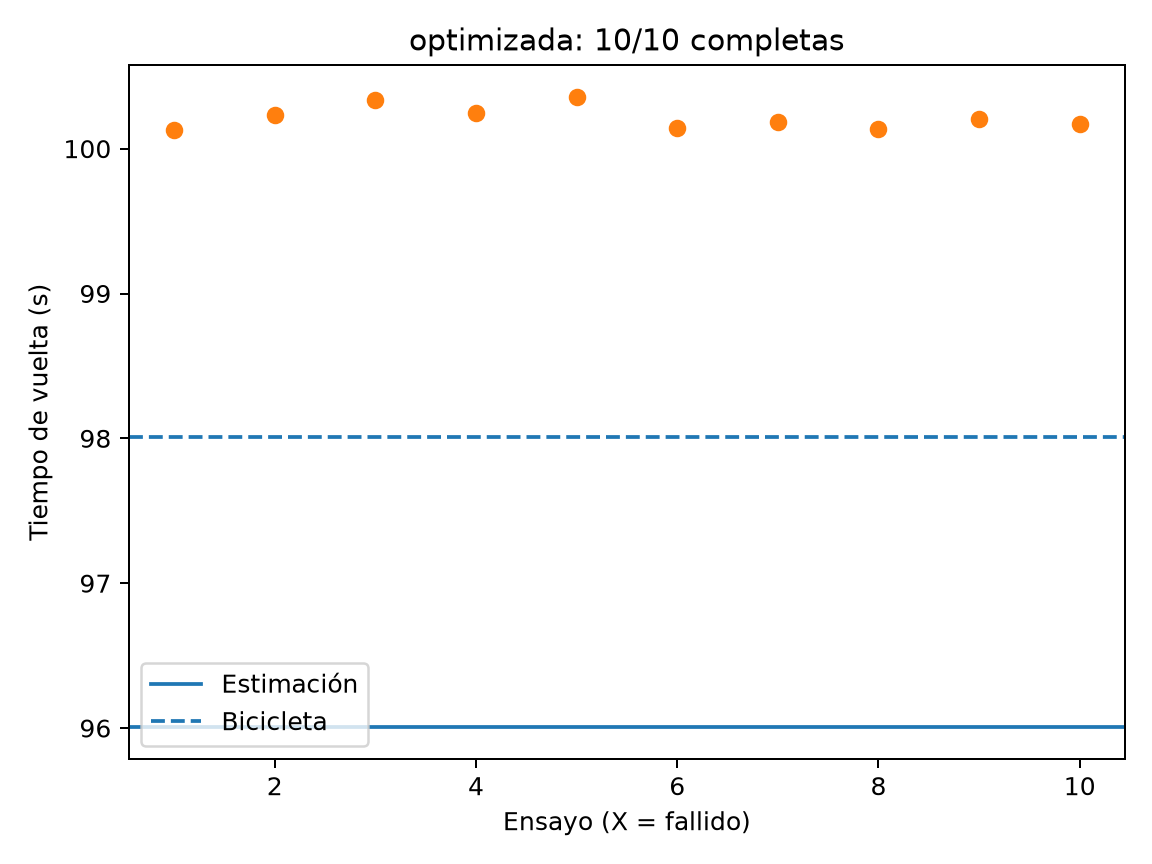 optimizada: 10/10 completas
Tiempo de vuelta (s)
100
99
98
97
96
Estimación
Bicicleta
2 4 6 8 10
Ensayo (X = fallido)